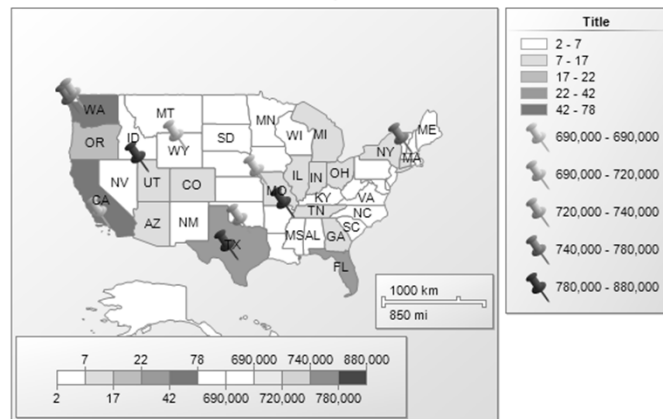 WA
MT
ME
MN
OR
ID
SD
WI
MI
WY
NY
MA
NV
UT
CO
IL
IN
OH
MO
CA
KY
VA
AZ
NM
TN
NC
SC
TX
MS
AL
GA
FL
1000 km
850 mi
7 22 78 690,000 740,000 880,000
2 17 42 690,000 720,000 780,000
Title
2 - 7
7 - 17
17 - 22
22 - 42
42 - 78
690,000 - 690,000
690,000 - 720,000
720,000 - 740,000
740,000 - 780,000
780,000 - 880,000